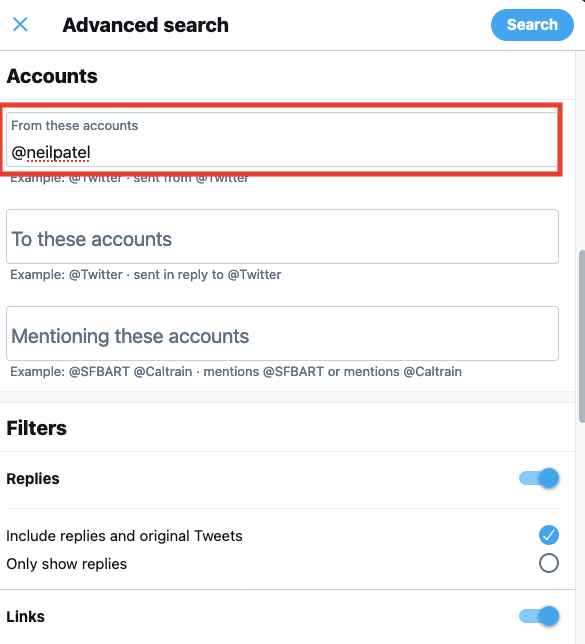 Advanced search
Search
Accounts
From these accounts
@neilpatel
Example: @Twitter · sent from @Twitter
To these accounts
Example: @Twitter · sent in reply to @Twitter
Mentioning these accounts
Example: @SFBART @Caltrain · mentions @SFBART or mentions @Caltrain
Filters
Replies
Include replies and original Tweets
Only show replies
Links